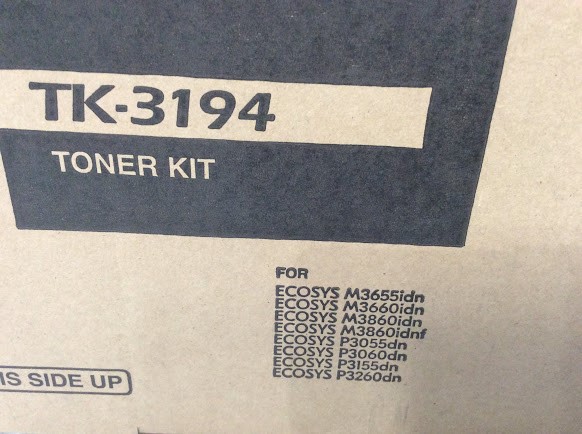 TK-3194
TONER KIT
FOR
ECOSYS M3655idn
ECOSYS M3660idn
ECOSYS M3860idn
ECOSYS M3860idnf
ECOSYS P3055dn
ECOSYS P3060dn
ECOSYS P3155dn
ECOSYS P3260dn
IS SIDE UP